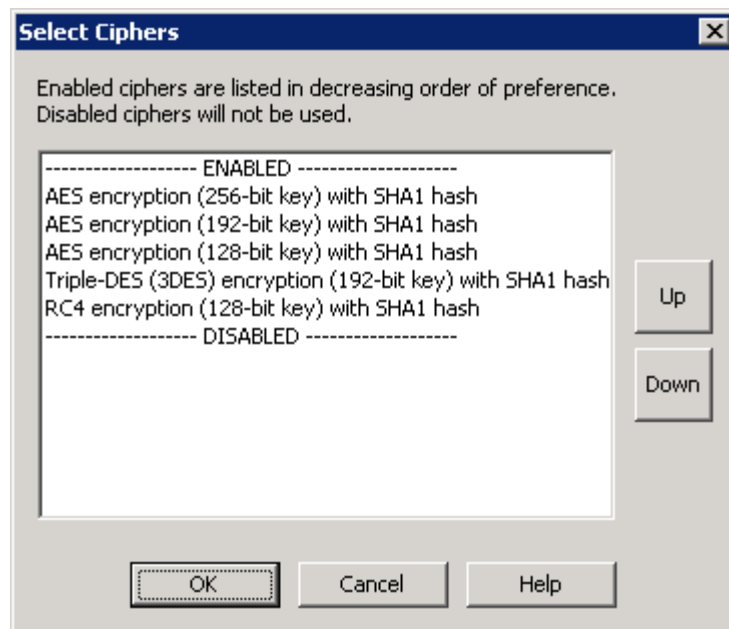 Select Ciphers
Enabled ciphers are listed in decreasing order of preference.
Disabled ciphers will not be used.
------------------- ENABLED --------------------
AES encryption (256-bit key) with SHA1 hash
AES encryption (192-bit key) with SHA1 hash
AES encryption (128-bit key) with SHA1 hash
Triple-DES (3DES) encryption (192-bit key) with SHA1 hash
RC4 encryption (128-bit key) with SHA1 hash
------------------- DISABLED -------------------
Up
Down
OK
Cancel
Help